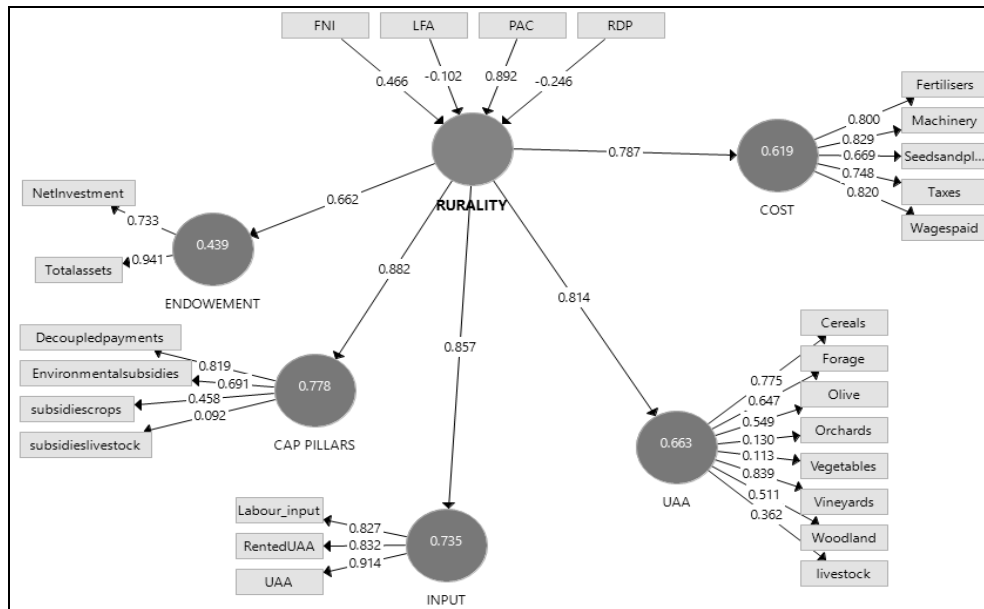 FNI
LFA
PAC
RDP
0.466
-0.102
0.892
-0.246
RURALITY
0.787
0.619
COST
0.800
0.829
0.669
0.748
0.820
Fertilisers
Machinery
Seedsandpl...
Taxes
Wagespaid
0.662
NetInvestment
0.733
Totalassets
0.941
0.439
ENDOWEMENT
0.882
Decoupledpayments
Environmentalsubsidies
subsidiescrops
subsidieslivestock
0.819
0.691
0.458
0.092
0.778
CAP PILLARS
0.857
Labour_input
RentedUAA
UAA
0.827
0.832
0.914
0.735
INPUT
0.814
0.663
UAA
0.775
0.647
0.549
0.130
0.113
0.839
0.511
0.362
Cereals
Forage
Olive
Orchards
Vegetables
Vineyards
Woodland
livestock